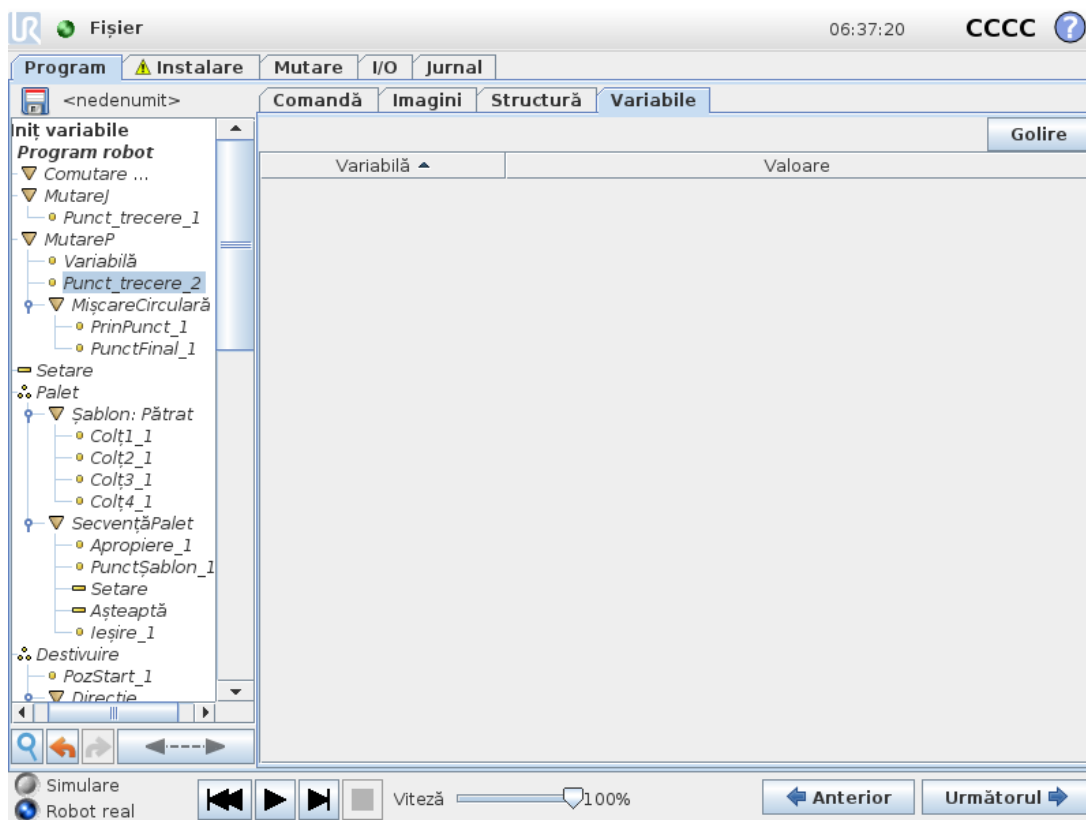 UR Fișier 06:37:20 CCCC ?
Program Instalare Mutare I/O Jurnal
<nedenumit> Comandă Imagini Structură Variabile
Golire
Variabilă Valoare
Iniț variabile
Program robot
Comutare ...
MutareJ
Punct_trecere_1
MutareP
Variabilă
Punct_trecere_2
MișcareCirculară
PrinPunct_1
PunctFinal_1
Setare
Palet
Șablon: Pătrat
Colț1_1
Colț2_1
Colț3_1
Colț4_1
SecvențăPalet
Apropiere_1
PunctȘablon_1
Setare
Așteaptă
Ieșire_1
Destivuire
PozStart_1
Direcție
Simulare
Robot real
Viteză 100% Anterior Următorul